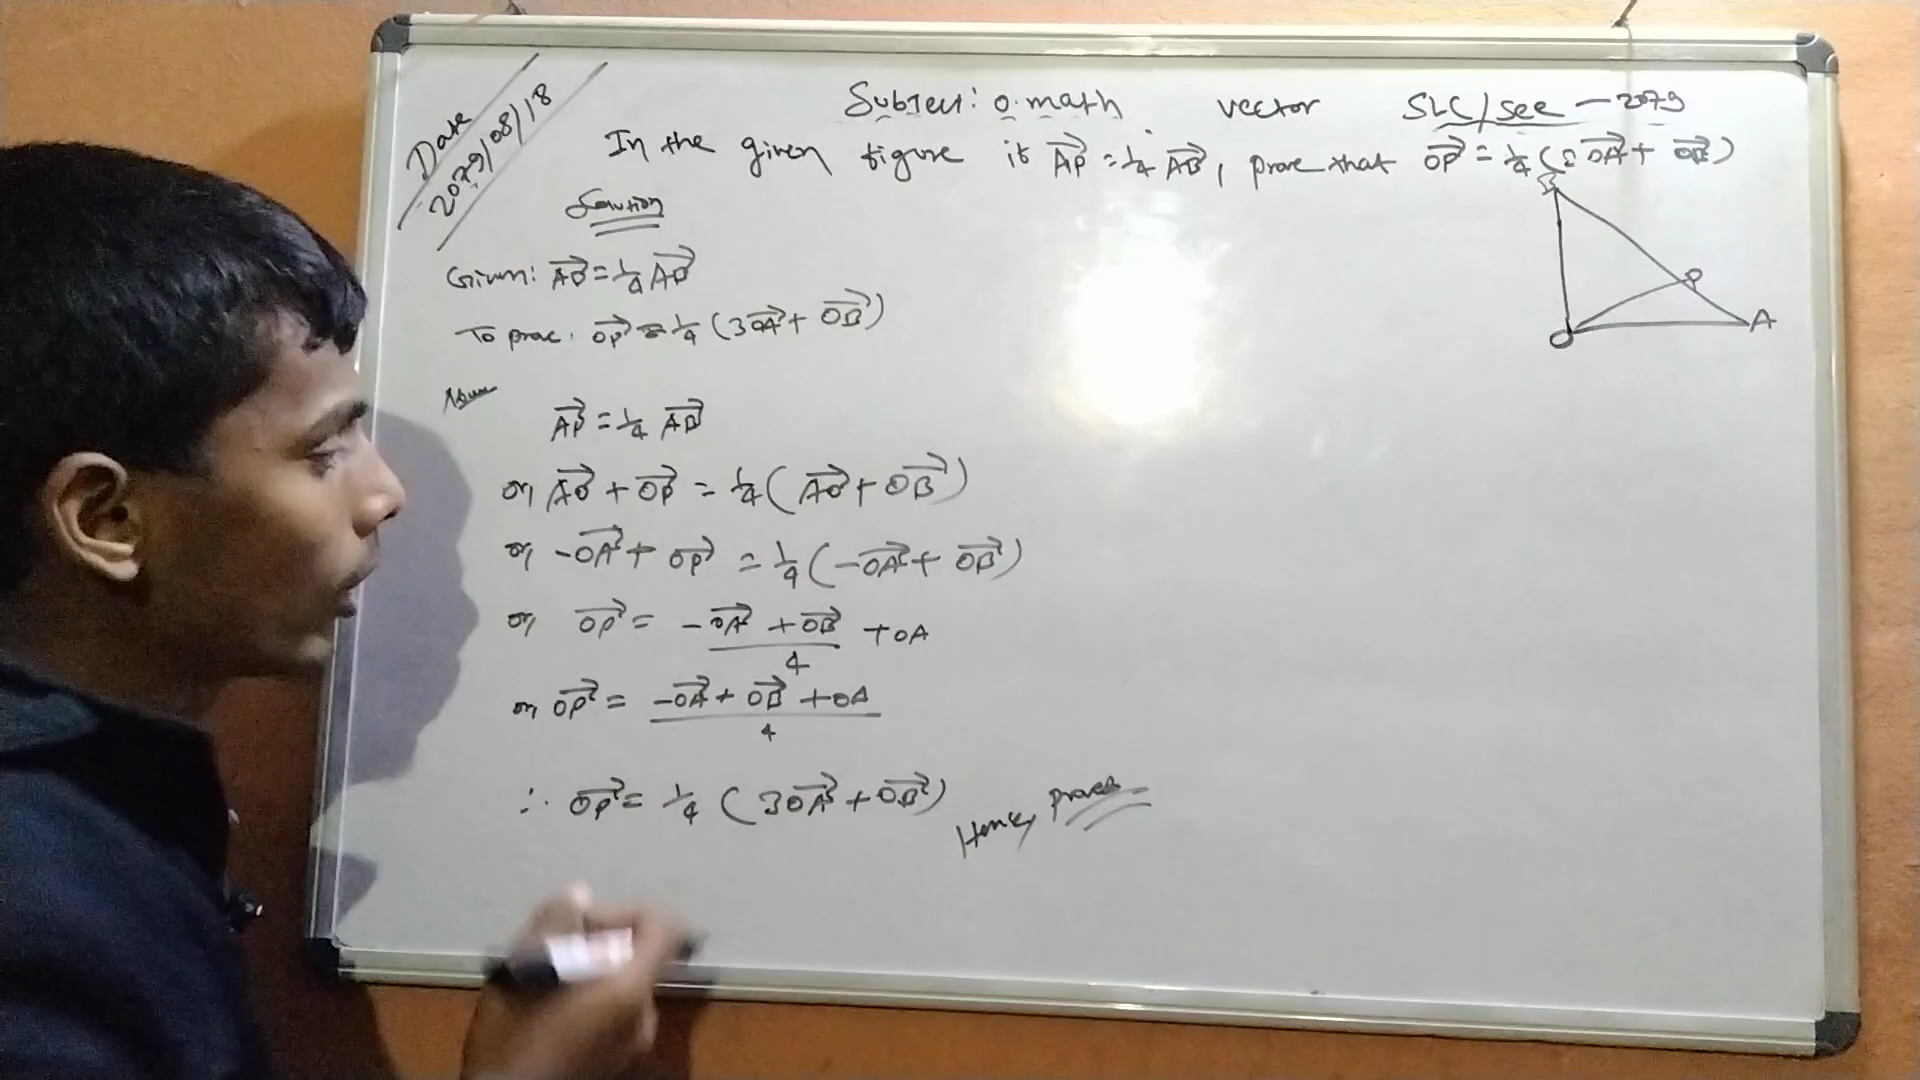 Date
2079/08/18
Subject: O.math vector SLC/see - 2079
In the given figure if AP→ = 1/4 AB→, prove that OP→ = 1/4 (3OA→ + OB→)
Solution
Given: AB→ = 1/4 AB→
To prove: OP→ = 1/4 (3OA→ + OB→)
AP→ = 1/4 AB→
or, AO→ + OP→ = 1/4 (AO→ + OB→)
or, -OA→ + OP→ = 1/4 (-OA→ + OB→)
or, OP→ = (-OA→ + OB→)/4 + OA
or, OP→ = (-OA→ + OB→ + OA)/4
∴ OP→ = 1/4 (3OA→ + OB→)
Hence, proved
B
P
O
A